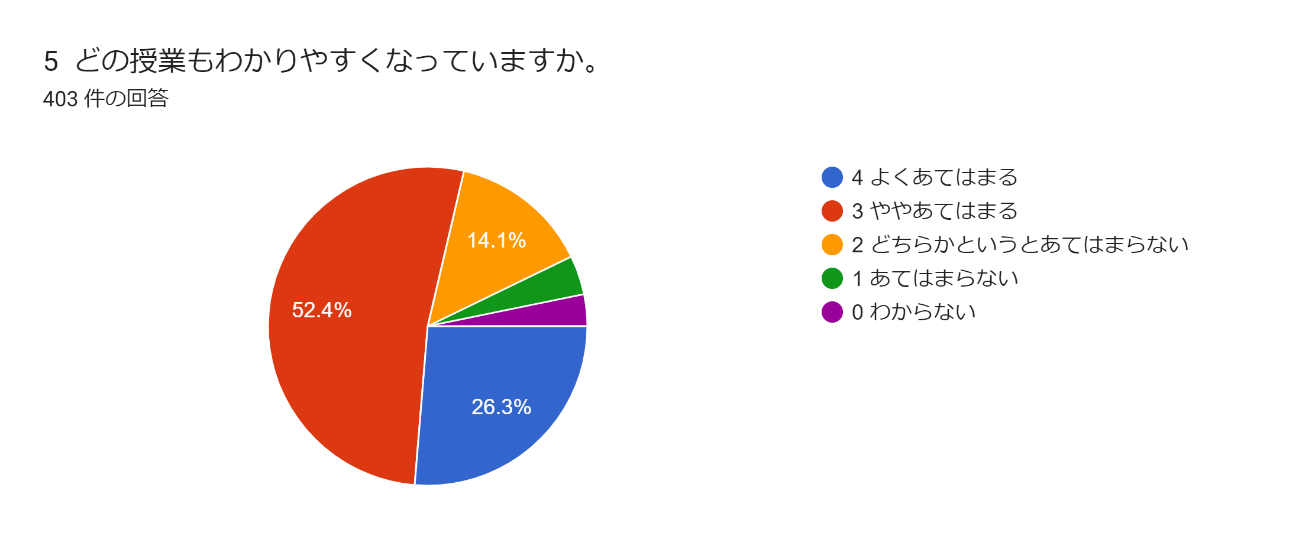 5 どの授業もわかりやすくなっていますか。
403 件の回答
4 よくあてはまる
3 ややあてはまる
2 どちらかというとあてはまらない
1 あてはまらない
0 わからない
14.1%
52.4%
26.3%